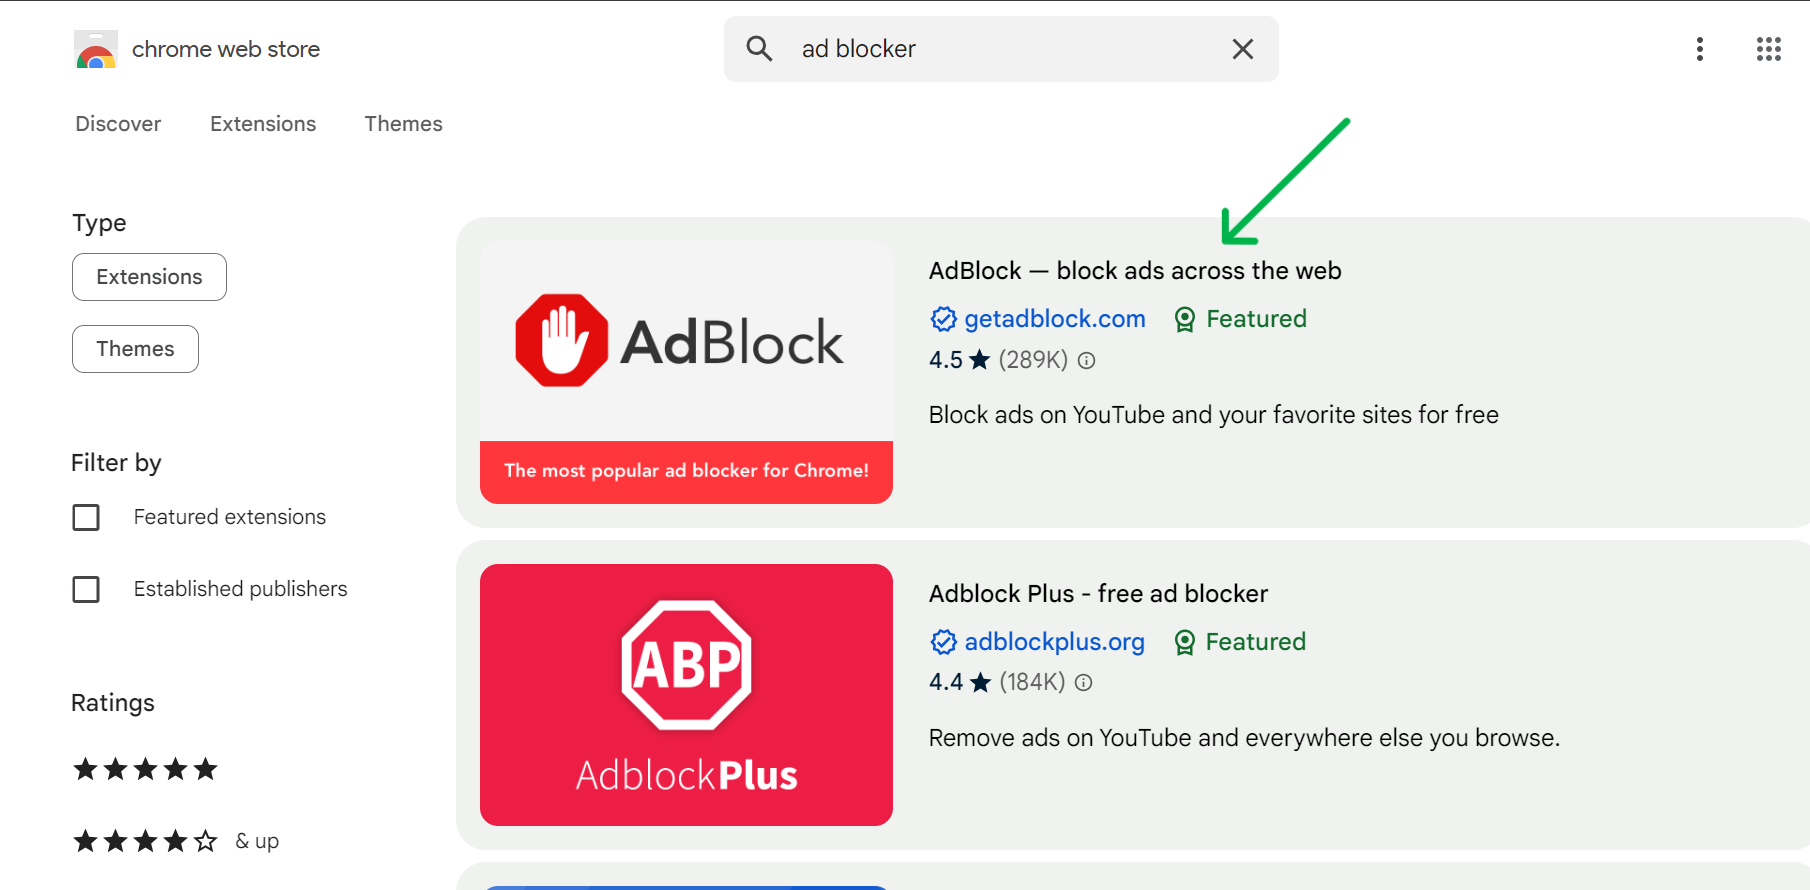 chrome web store
ad blocker
Discover Extensions Themes
Type
Extensions
Themes
Filter by
Featured extensions
Established publishers
Ratings
& up
AdBlock
The most popular ad blocker for Chrome!
AdBlock — block ads across the web
getadblock.com Featured
4.5 ★ (289K)
Block ads on YouTube and your favorite sites for free
ABP
AdblockPlus
Adblock Plus - free ad blocker
adblockplus.org Featured
4.4 ★ (184K)
Remove ads on YouTube and everywhere else you browse.